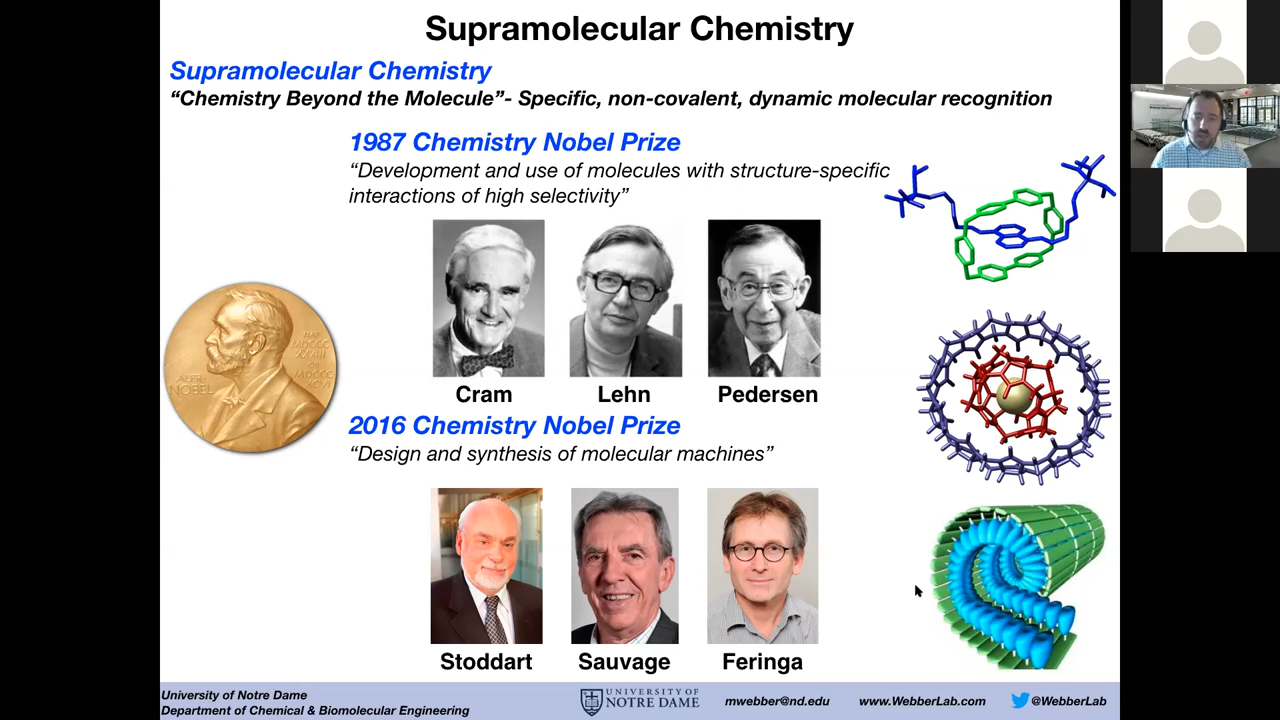 Supramolecular Chemistry
Supramolecular Chemistry
“Chemistry Beyond the Molecule”- Specific, non-covalent, dynamic molecular recognition
1987 Chemistry Nobel Prize
“Development and use of molecules with structure-specific
interactions of high selectivity”
Cram
Lehn
Pedersen
2016 Chemistry Nobel Prize
“Design and synthesis of molecular machines”
Stoddart
Sauvage
Feringa
University of Notre Dame
Department of Chemical & Biomolecular Engineering
UNIVERSITY OF
NOTRE DAME
mwebber@nd.edu
www.WebberLab.com
@WebberLab